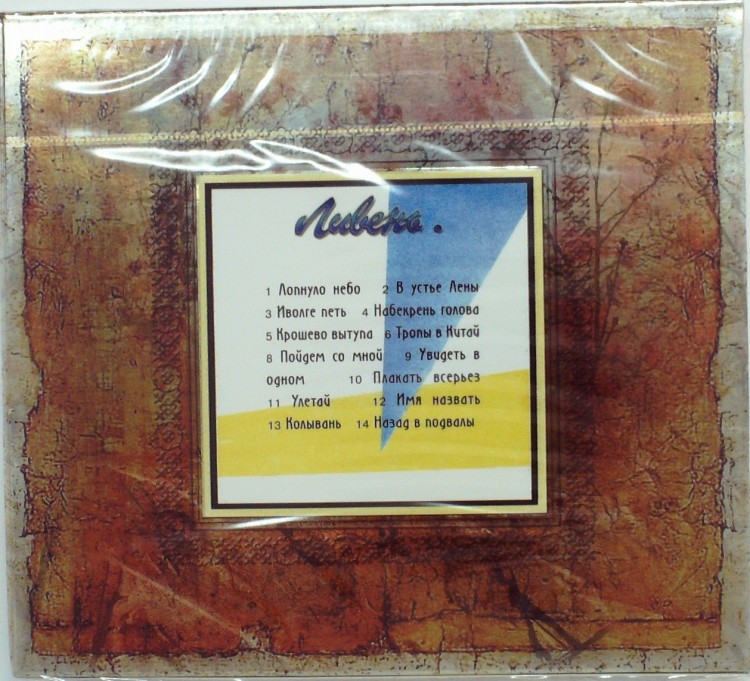 Ливень.
1 Лопнуло небо 2 В устье Лены
3 Иволге петь 4 Набекрень голова
5 Крошево вытупа 6 Тропы в Китай
8 Пойдем со мной 9 Увидеть в
одном 10 Плакать всерьез
11 Улетай 12 Имя назвать
13 Колывань 14 Назад в подвалы